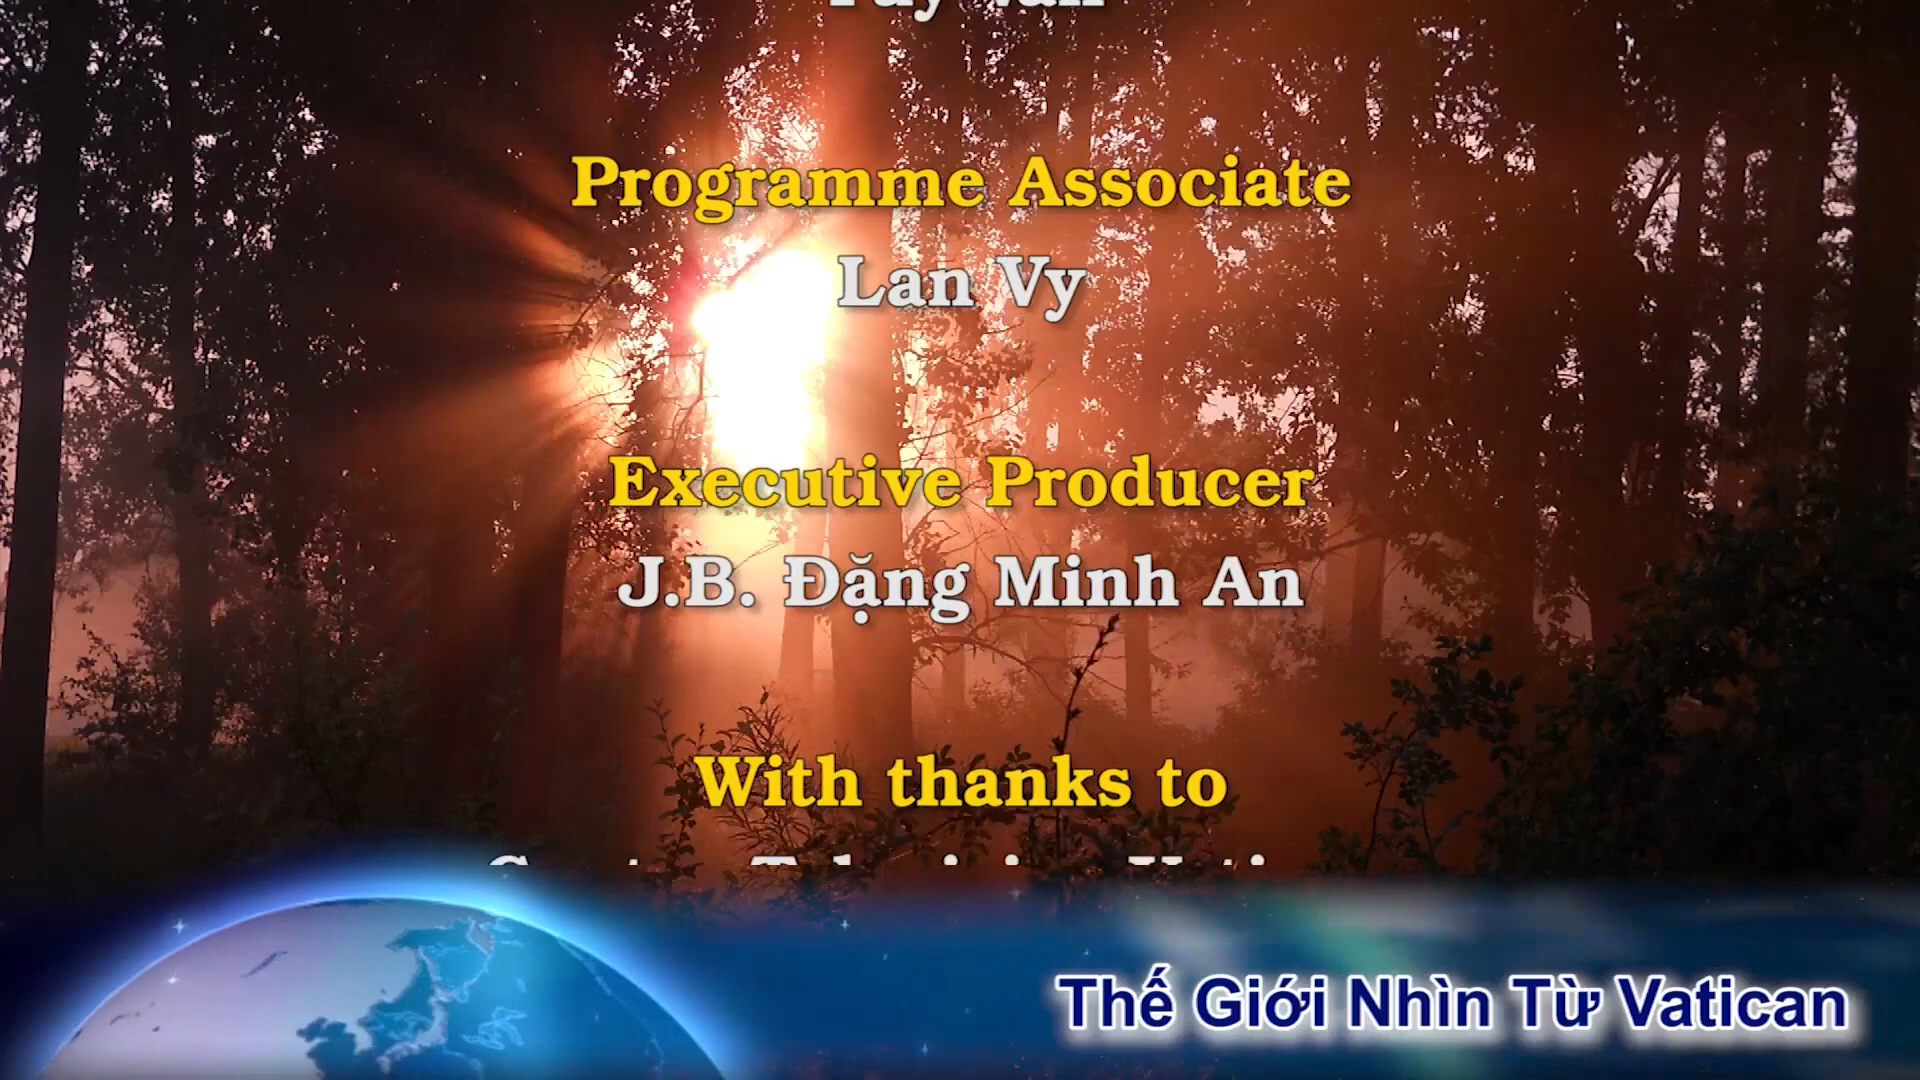 Programme Associate
Lan Vy
Executive Producer
J.B. Đặng Minh An
With thanks to
Thế Giới Nhìn Từ Vatican